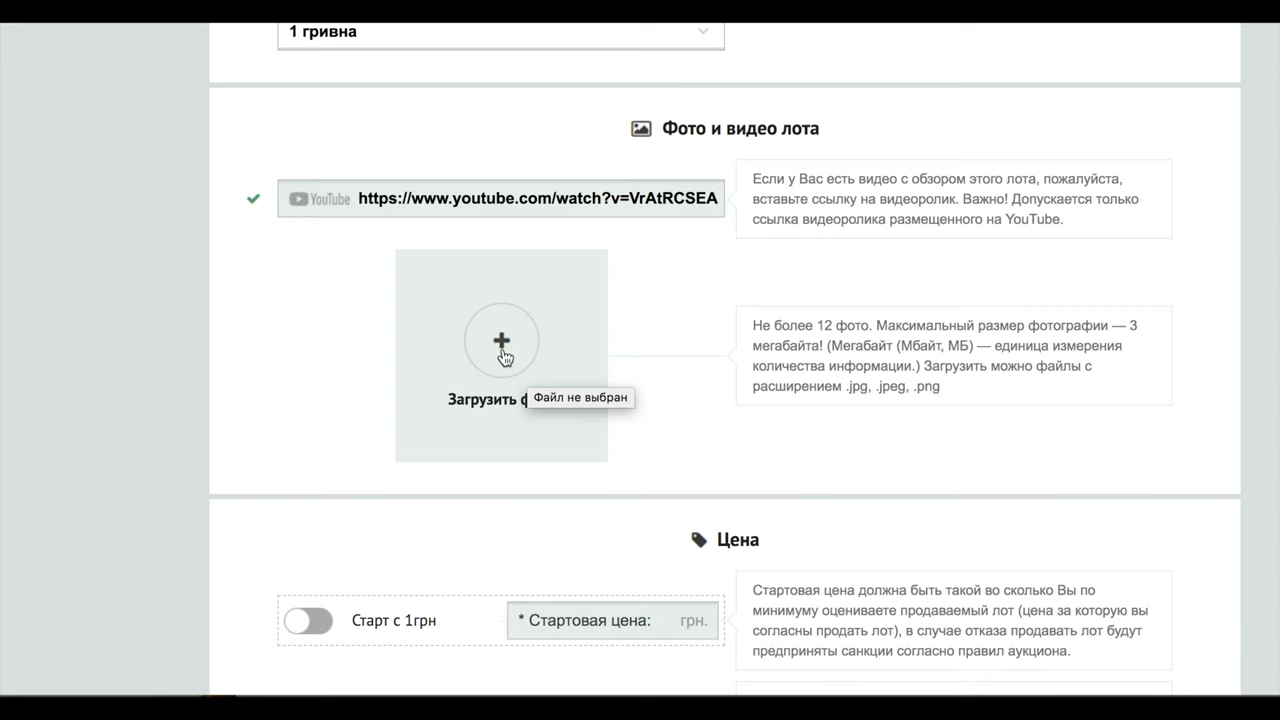 1 гривна
Фото и видео лота
YouTube https://www.youtube.com/watch?v=VrAtRCSEA
Если у Вас есть видео с обзором этого лота, пожалуйста,
вставьте ссылку на видеоролик. Важно! Допускается только
ссылка видеоролика размещенного на YouTube.
Загрузить ф
Файл не выбран
Не более 12 фото. Максимальный размер фотографии — 3
мегабайта! (Мегабайт (Мбайт, МБ) — единица измерения
количества информации.) Загрузить можно файлы с
расширением .jpg, .jpeg, .png
Цена
Старт с 1грн
* Стартовая цена: грн.
Стартовая цена должна быть такой во сколько Вы по
минимуму оцениваете продаваемый лот (цена за которую вы
согласны продать лот), в случае отказа продавать лот будут
предприняты санкции согласно правил аукциона.